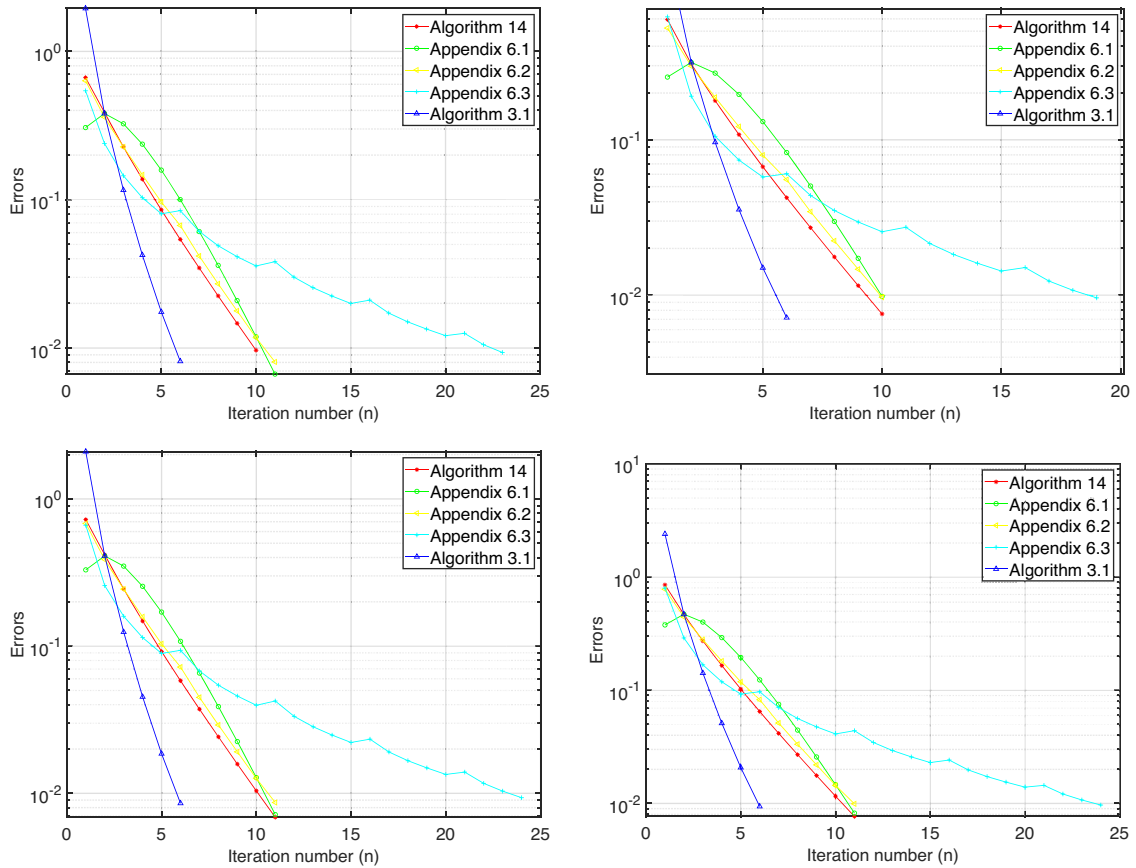 Algorithm 14
Appendix 6.1
Appendix 6.2
Appendix 6.3
Algorithm 3.1
10^0
10^-1
10^-2
Errors
0 5 10 15 20 25
Iteration number (n)
Algorithm 14
Appendix 6.1
Appendix 6.2
Appendix 6.3
Algorithm 3.1
10^-1
10^-2
Errors
5 10 15 20
Iteration number (n)
Algorithm 14
Appendix 6.1
Appendix 6.2
Appendix 6.3
Algorithm 3.1
10^0
10^-1
10^-2
Errors
0 5 10 15 20 25
Iteration number (n)
Algorithm 14
Appendix 6.1
Appendix 6.2
Appendix 6.3
Algorithm 3.1
10^1
10^0
10^-1
10^-2
Errors
0 5 10 15 20 25
Iteration number (n)